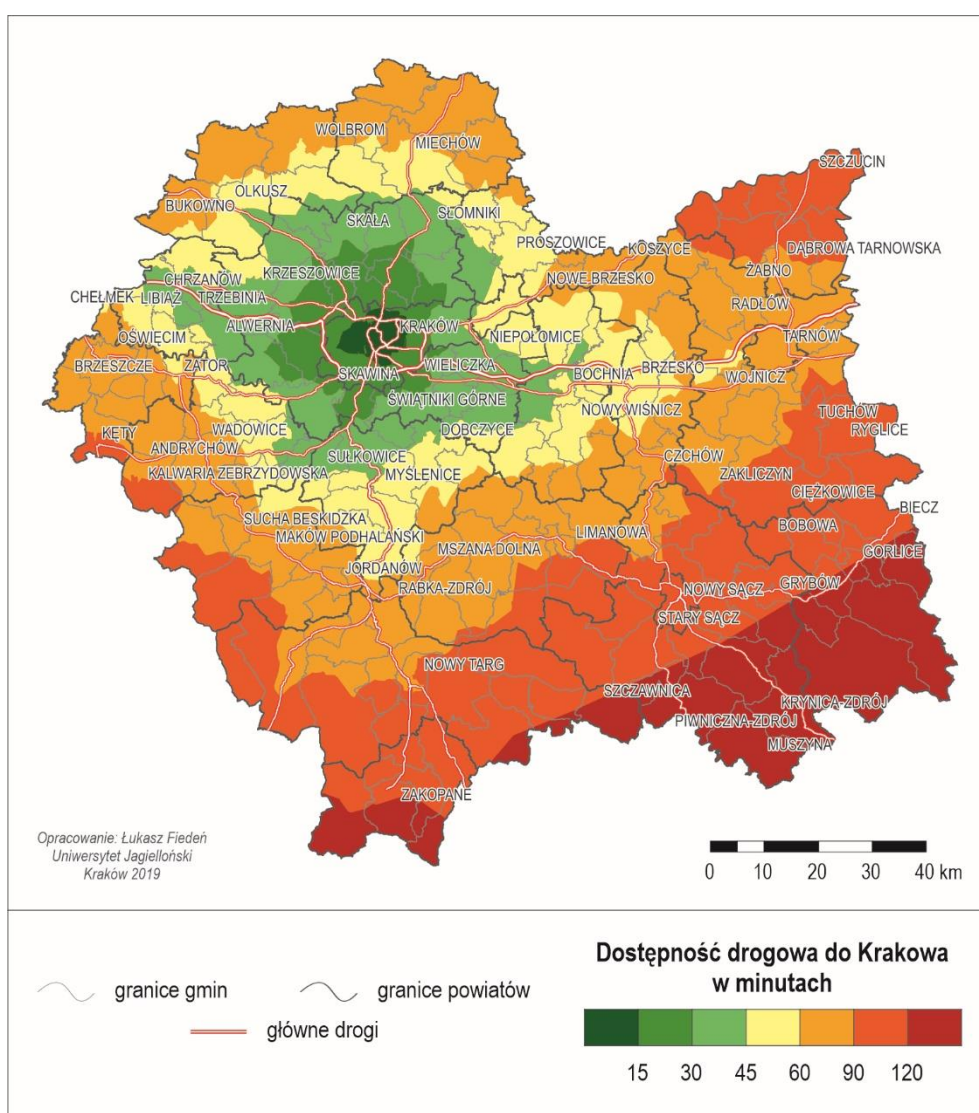 WOLBROM
MIECHÓW
SZCZUCIN
OLKUSZ
BUKOWNO
SKAŁA
SŁOMNIKI
PROSZOWICE
KOSZYCE
DĄBROWA TARNOWSKA
KRZESZOWICE
NOWE BRZESKO
ŻABNO
CHRZANÓW
CHEŁMEK
LIBIĄŻ
TRZEBINIA
RADŁÓW
ALWERNIA
KRAKÓW
NIEPOŁOMICE
TARNÓW
OŚWIĘCIM
BRZESZCZE
ZATOR
SKAWINA
WIELICZKA
BOCHNIA
BRZESKO
WOJNICZ
ŚWIĄTNIKI GÓRNE
NOWY WIŚNICZ
TUCHÓW
KĘTY
WADOWICE
DOBCZYCE
RYGLICE
ANDRYCHÓW
SUŁKOWICE
CZCHÓW
KALWARIA ZEBRZYDOWSKA
MYŚLENICE
ZAKLICZYN
CIĘŻKOWICE
BIECZ
SUCHA BESKIDZKA
MAKÓW PODHALAŃSKI
LIMANOWA
BOBOWA
MSZANA DOLNA
GORLICE
JORDANÓW
RABKA-ZDRÓJ
NOWY SĄCZ
GRYBÓW
STARY SĄCZ
NOWY TARG
SZCZAWNICA
KRYNICA-ZDRÓJ
PIWNICZNA-ZDRÓJ
MUSZYNA
ZAKOPANE
Opracowanie: Łukasz Fiedeń
Uniwersytet Jagielloński
Kraków 2019
0 10 20 30 40 km
granice gmin
granice powiatów
główne drogi
Dostępność drogowa do Krakowa
w minutach
15 30 45 60 90 120